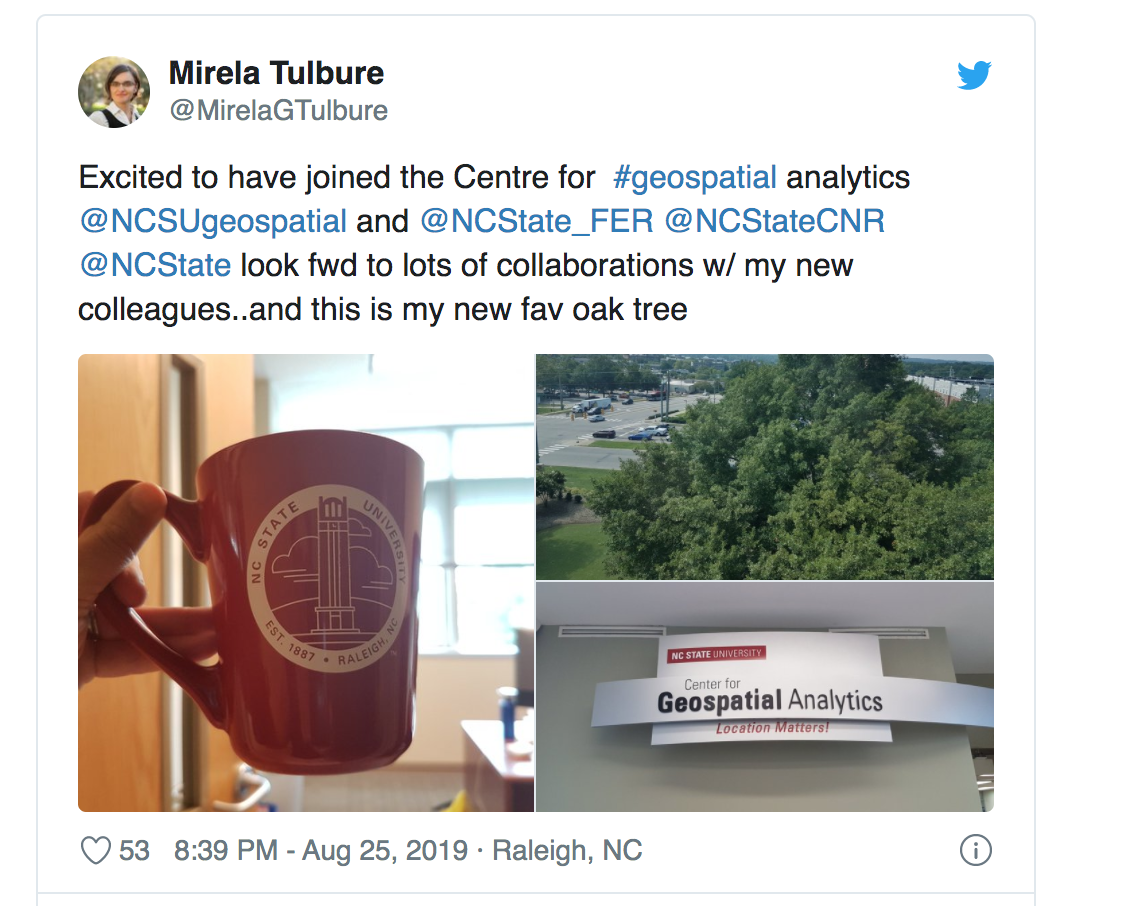 Mirela Tulbure
@MirelaGTulbure
Excited to have joined the Centre for #geospatial analytics
@NCSUgeospatial and @NCState_FER @NCStateCNR
@NCState look fwd to lots of collaborations w/ my new
colleagues..and this is my new fav oak tree
NC STATE UNIVERSITY
EST. 1887 • RALEIGH, NC
NC STATE UNIVERSITY
Center for
Geospatial Analytics
Location Matters!
53 8:39 PM - Aug 25, 2019 · Raleigh, NC